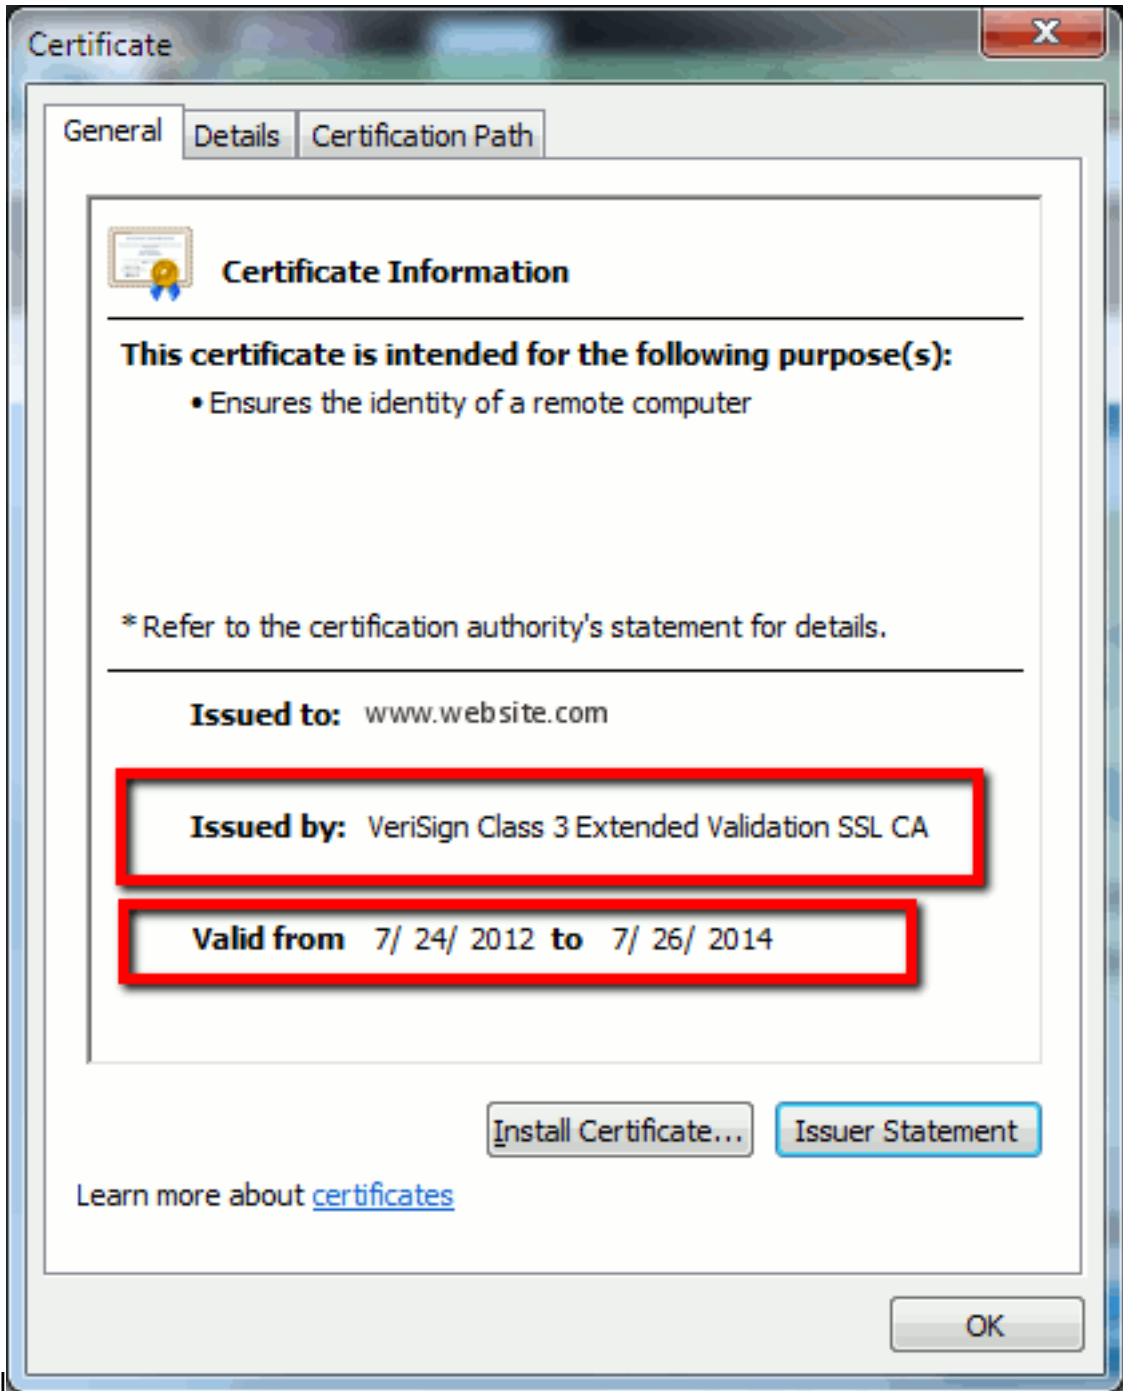 Certificate
General Details Certification Path
Certificate Information
This certificate is intended for the following purpose(s):
• Ensures the identity of a remote computer
* Refer to the certification authority's statement for details.
Issued to: www.website.com
Issued by: VeriSign Class 3 Extended Validation SSL CA
Valid from 7/ 24/ 2012 to 7/ 26/ 2014
Install Certificate... Issuer Statement
Learn more about certificates
OK